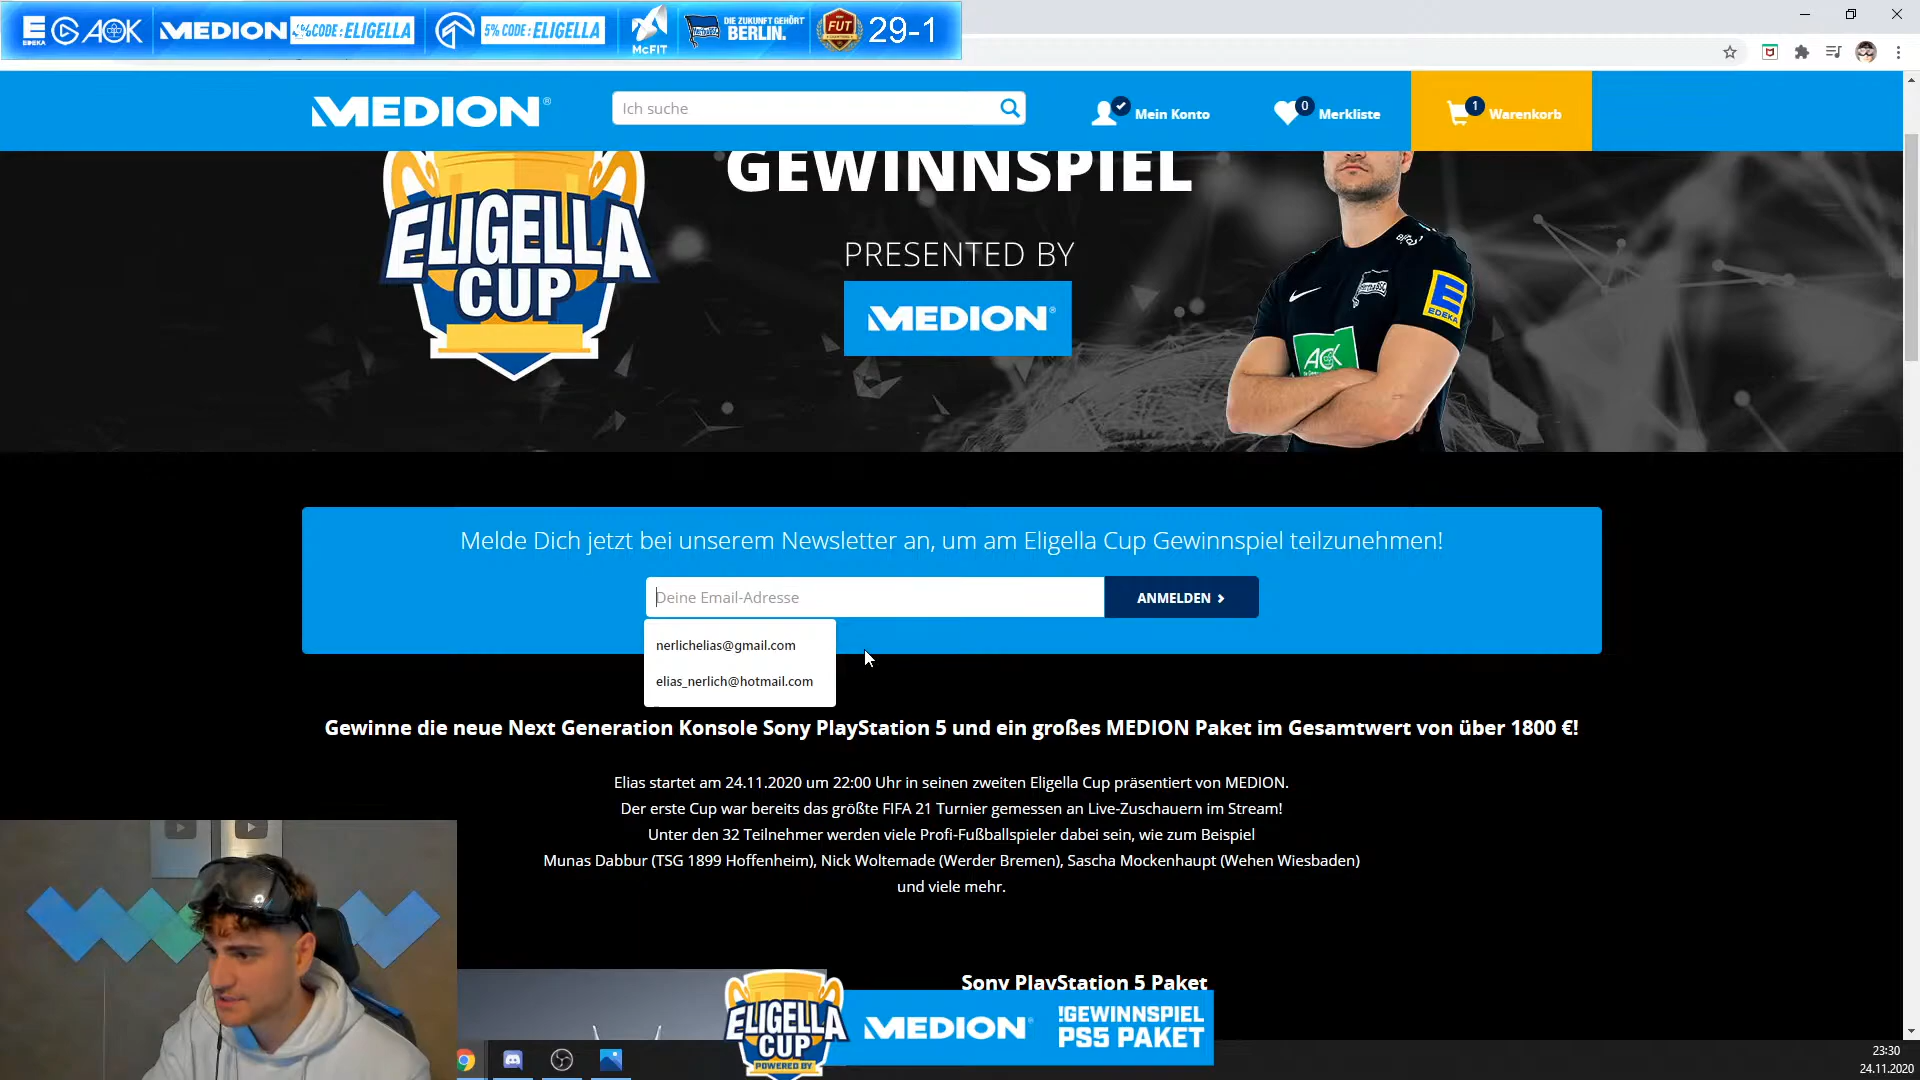 EDEKA
AOK
MEDION
CODE: ELIGELLA
5% CODE: ELIGELLA
McFIT
DIE ZUKUNFT GEHÖRT
BERLIN.
FUT
29-1
MEDION®
Ich suche
Mein Konto
0
Merkliste
1
Warenkorb
GEWINNSPIEL
ELIGELLA
CUP
PRESENTED BY
MEDION®
EDEKA
AOK
Melde Dich jetzt bei unserem Newsletter an, um am Eligella Cup Gewinnspiel teilzunehmen!
Deine Email-Adresse
ANMELDEN
nerlichelias@gmail.com
elias_nerlich@hotmail.com
Gewinne die neue Next Generation Konsole Sony PlayStation 5 und ein großes MEDION Paket im Gesamtwert von über 1800 €!
Elias startet am 24.11.2020 um 22:00 Uhr in seinen zweiten Eligella Cup präsentiert von MEDION.
Der erste Cup war bereits das größte FIFA 21 Turnier gemessen an Live-Zuschauern im Stream!
Unter den 32 Teilnehmer werden viele Profi-Fußballspieler dabei sein, wie zum Beispiel
Munas Dabbur (TSG 1899 Hoffenheim), Nick Woltemade (Werder Bremen), Sascha Mockenhaupt (Wehen Wiesbaden)
und viele mehr.
Sony PlayStation 5 Paket
ELIGELLA
CUP
POWERED BY
MEDION®
!GEWINNSPIEL
PS5 PAKET
23:30
24.11.2020